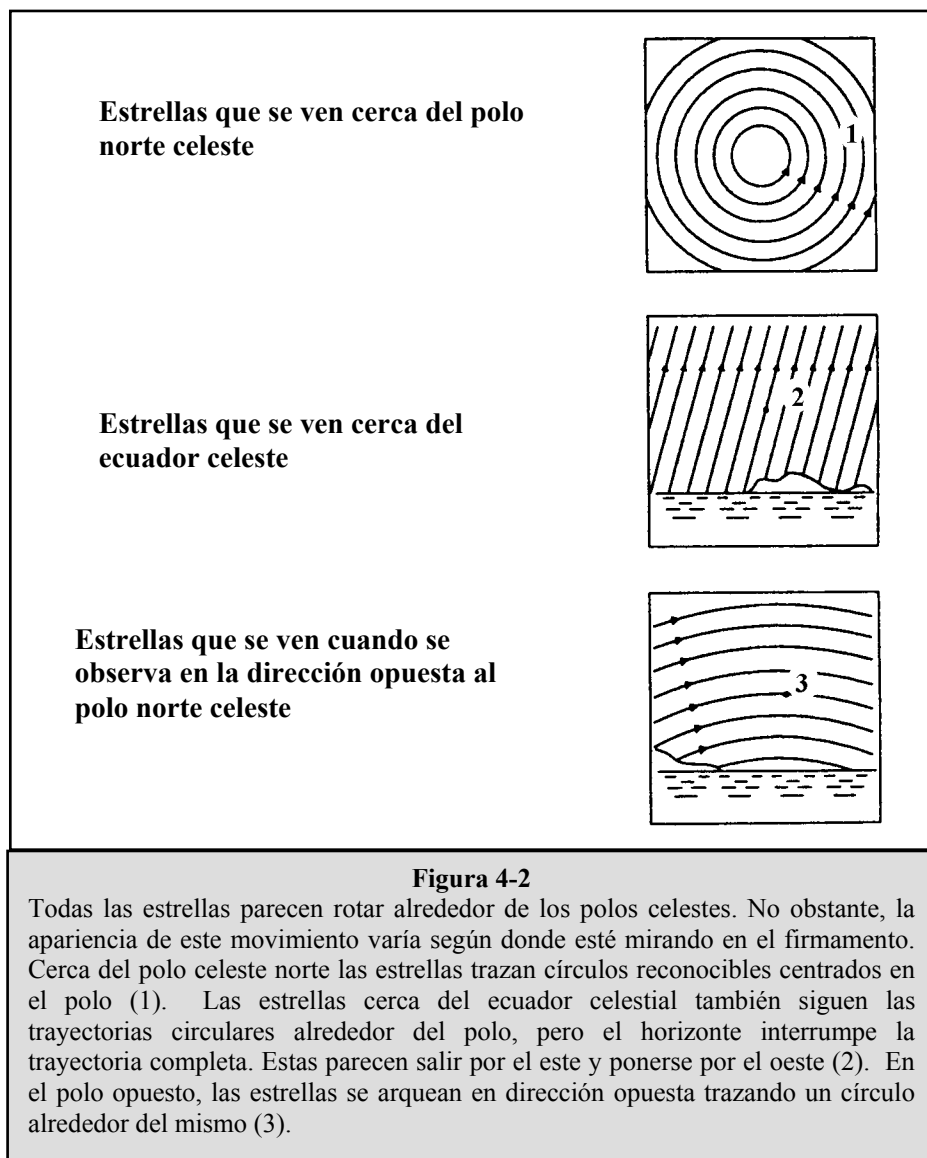 Estrellas que se ven cerca del polo
norte celeste
1
Estrellas que se ven cerca del
ecuador celeste
2
Estrellas que se ven cuando se
observa en la dirección opuesta al
polo norte celeste
3
Figura 4-2
Todas las estrellas parecen rotar alrededor de los polos celestes. No obstante, la
apariencia de este movimiento varía según donde esté mirando en el firmamento.
Cerca del polo celeste norte las estrellas trazan círculos reconocibles centrados en
el polo (1). Las estrellas cerca del ecuador celestial también siguen las
trayectorias circulares alrededor del polo, pero el horizonte interrumpe la
trayectoria completa. Estas parecen salir por el este y ponerse por el oeste (2). En
el polo opuesto, las estrellas se arquean en dirección opuesta trazando un círculo
alrededor del mismo (3).